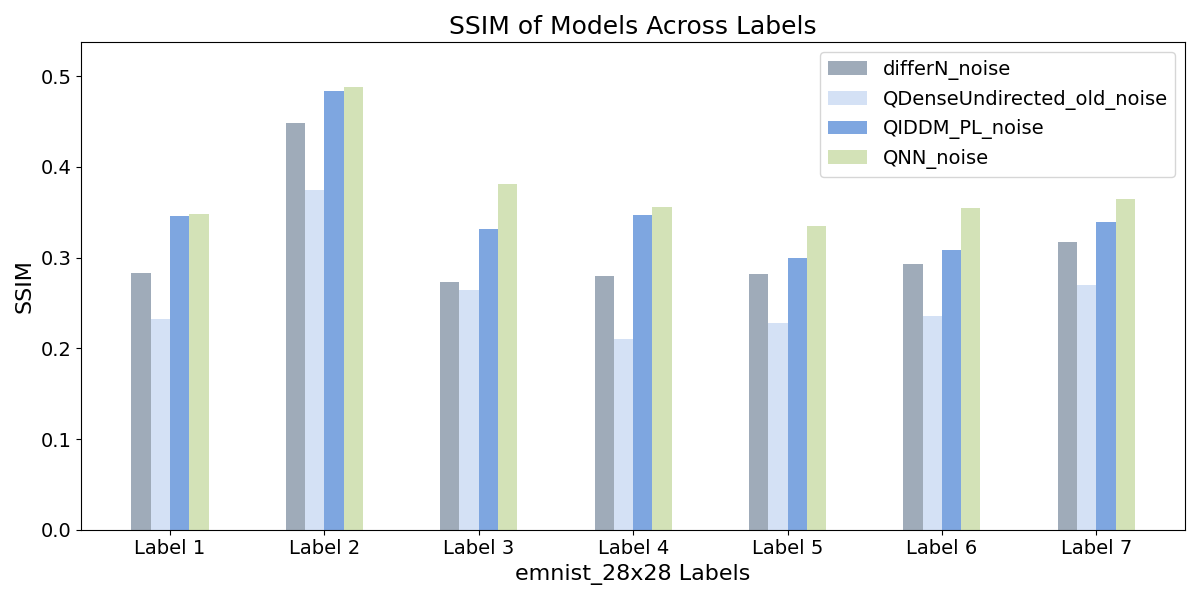 SSIM of Models Across Labels
differN_noise
QDenseUndirected_old_noise
QIDDM_PL_noise
QNN_noise
SSIM
0.5
0.4
0.3
0.2
0.1
0.0
Label 1 Label 2 Label 3 Label 4 Label 5 Label 6 Label 7
emnist_28x28 Labels